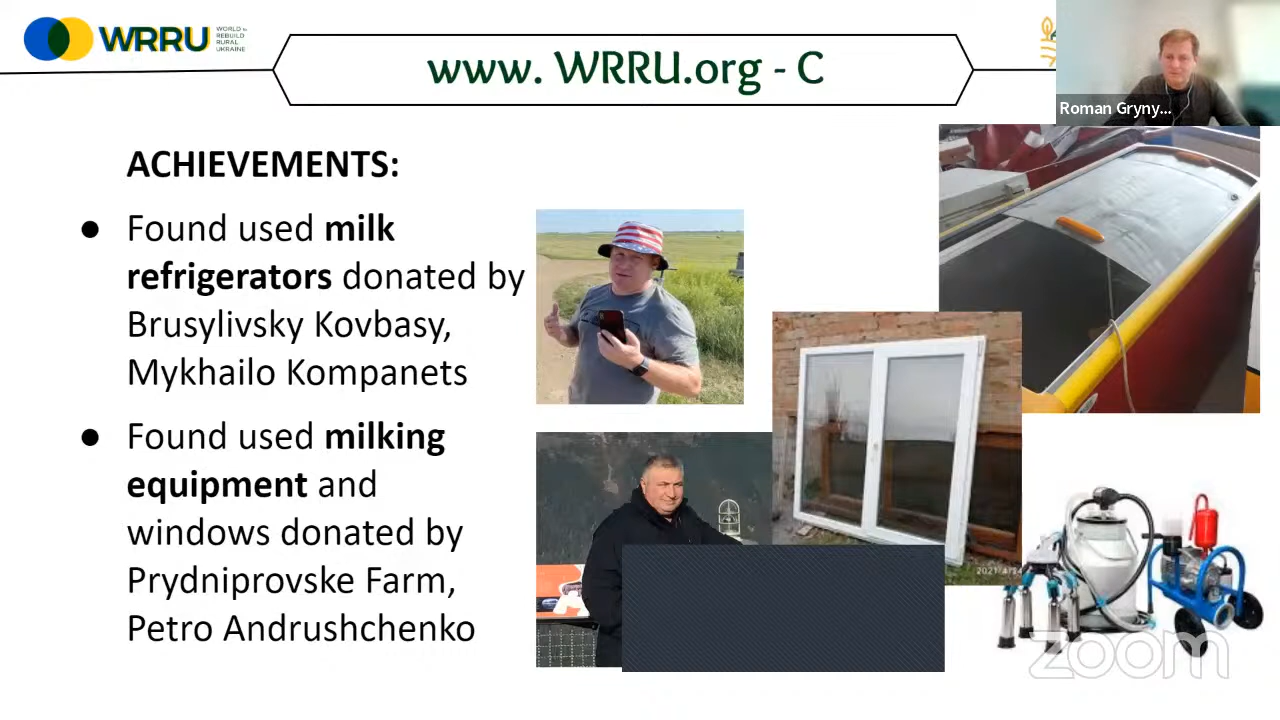 WRRU
WORLD to
REBUILD
RURAL
UKRAINE
www. WRRU.org - C
Roman Gryny...
ACHIEVEMENTS:
● Found used milk
refrigerators donated by
Brusylivsky Kovbasy,
Mykhailo Kompanets
● Found used milking
equipment and
windows donated by
Prydniprovske Farm,
Petro Andrushchenko
zoom